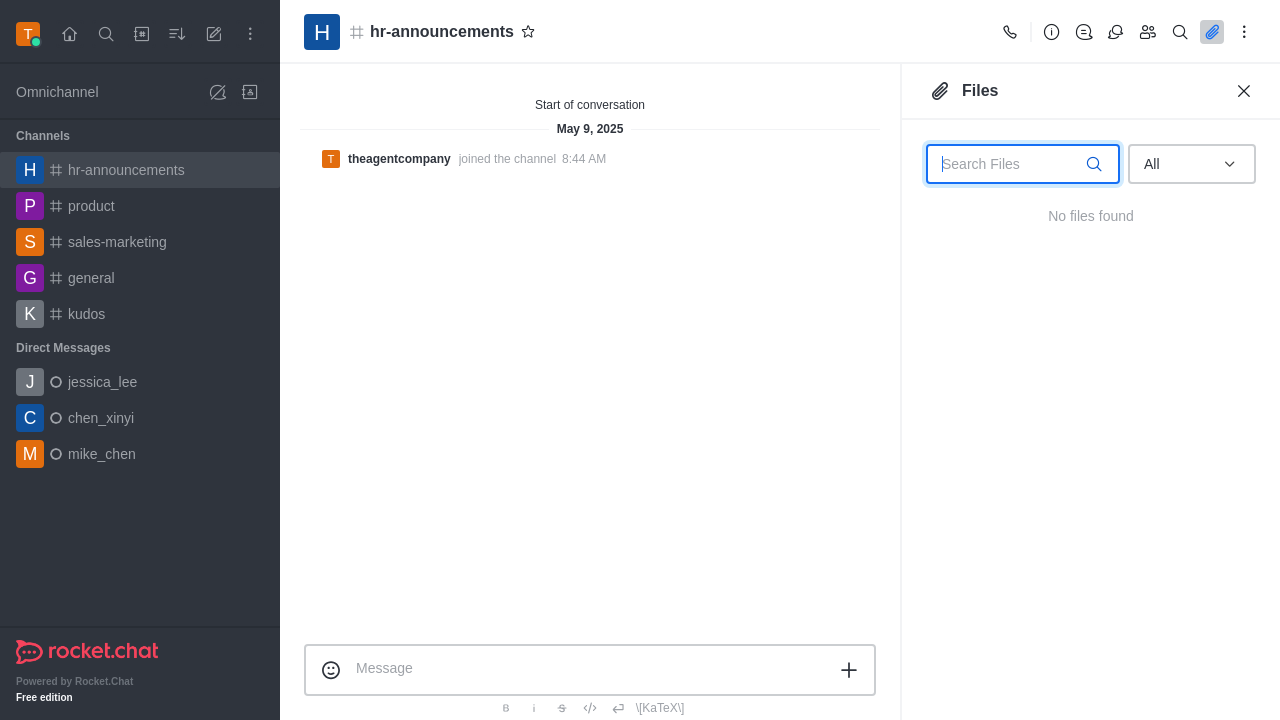 T
Omnichannel
Channels
H hr-announcements
P product
S sales-marketing
G general
K kudos
Direct Messages
J jessica_lee
C chen_xinyi
M mike_chen
rocket.chat
Powered by Rocket.Chat
Free edition
H hr-announcements
Start of conversation
May 9, 2025
T theagentcompany joined the channel 8:44 AM
Message
B i S \[KaTeX\]
Files
Search Files
All
No files found